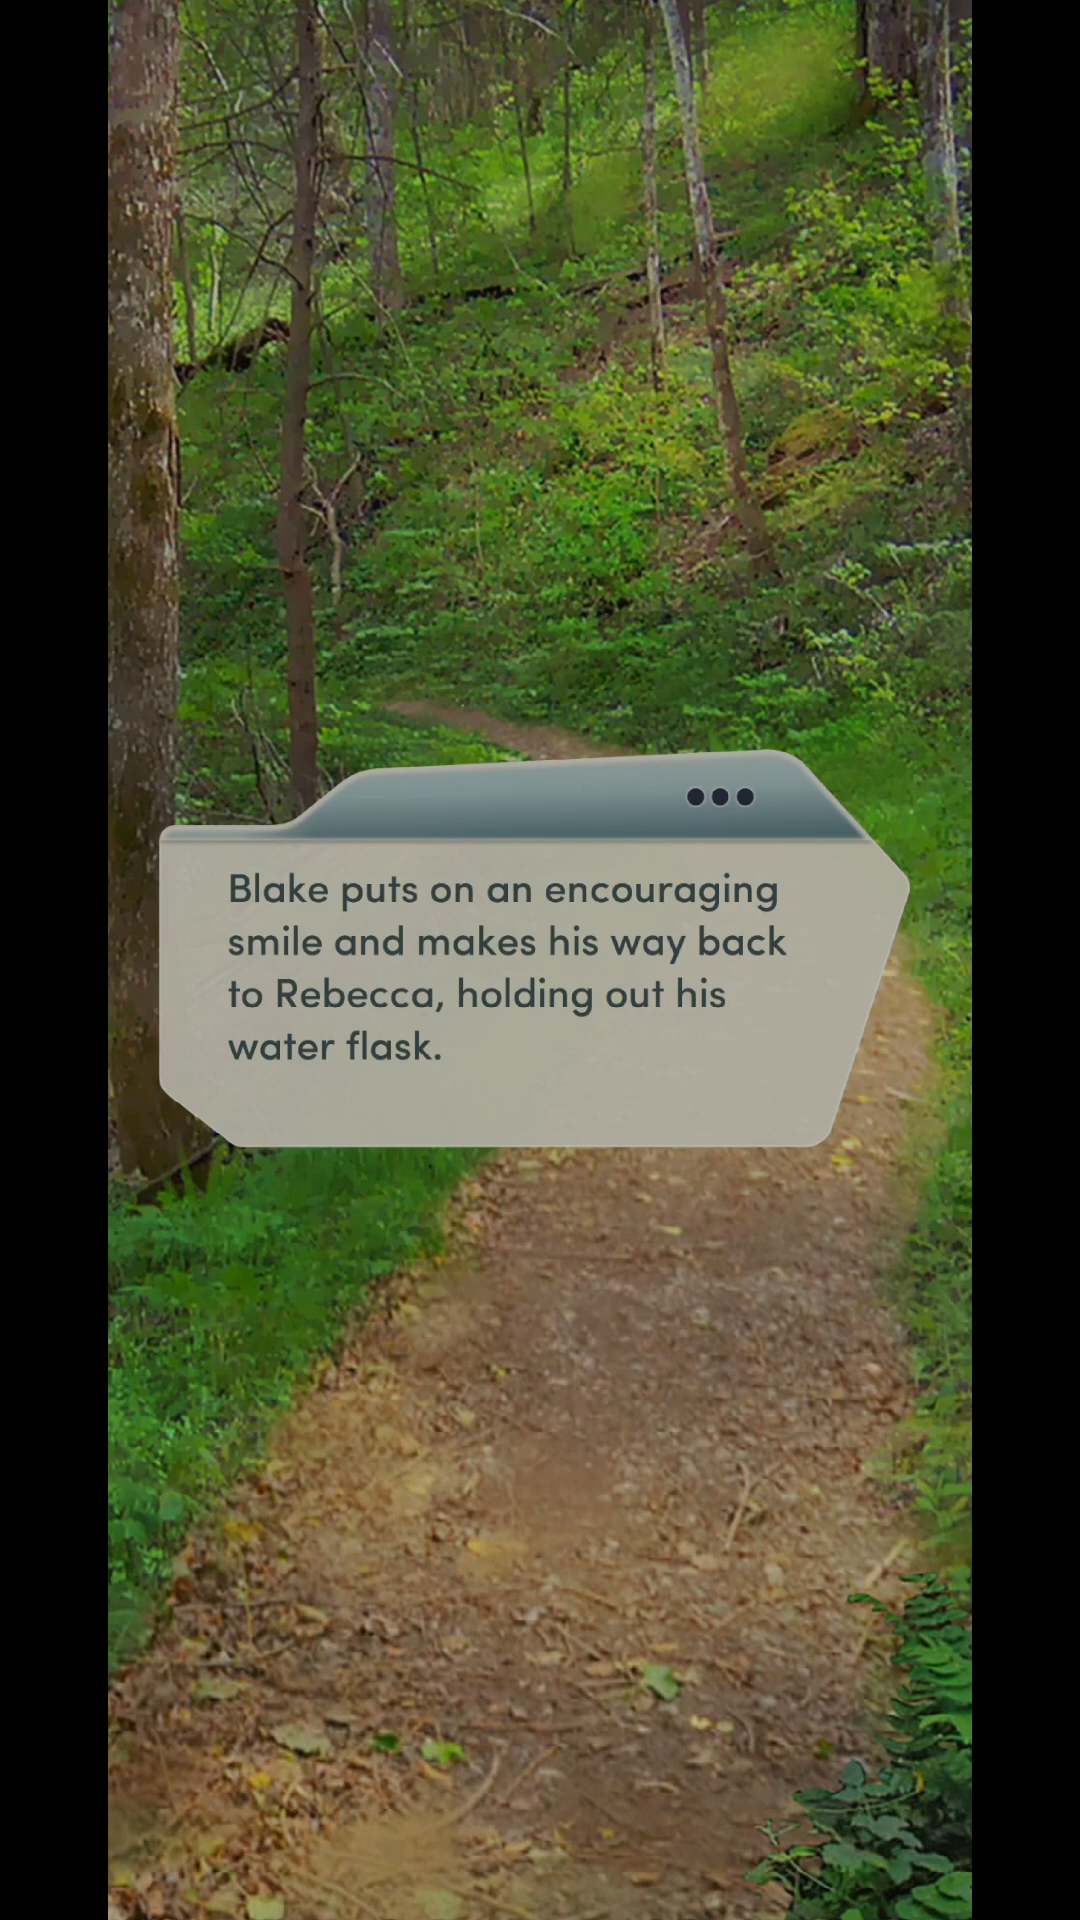 Blake puts on an encouraging
smile and makes his way back
to Rebecca, holding out his
water flask.